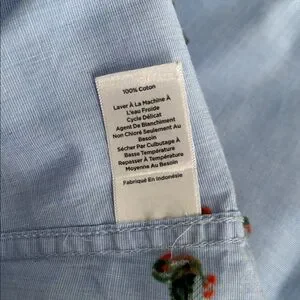 100% Coton
Laver À La Machine À
L'eau Froide
Cycle Délicat
Agent De Blanchiment
Non Chloré Seulement Au
Besoin
Sécher Par Culbutage À
Basse Température
Repasser À Température
Moyenne Au Besoin
Fabriqué En Indonésie